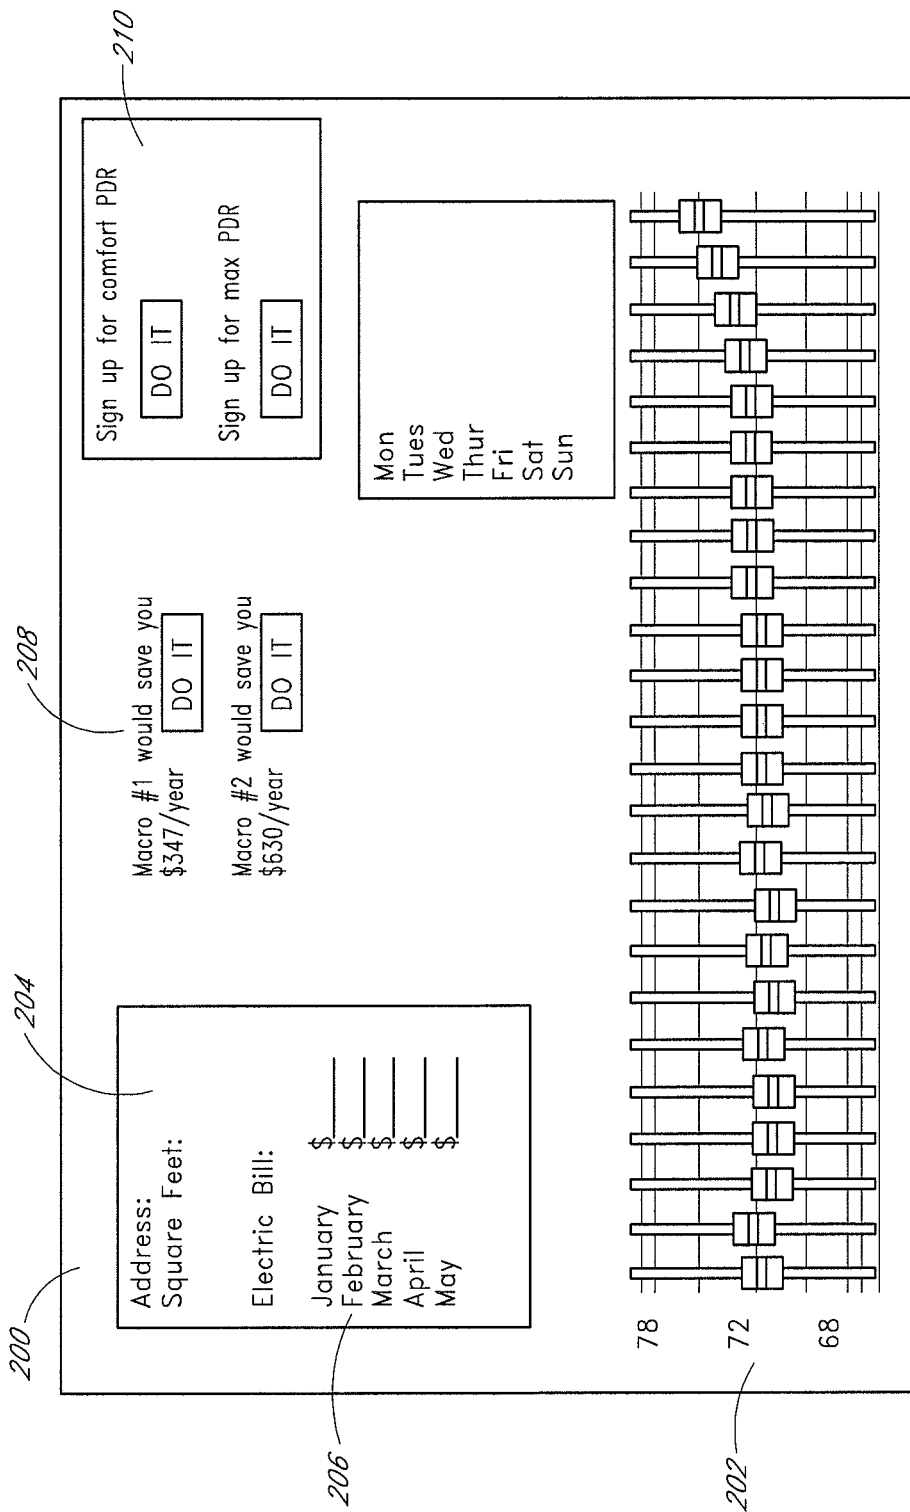 200
204
208
210
Address:
Square Feet:
Electric Bill:
January $
February $
March $
April $
May $
206
Macro #1 would save you
$347/year DO IT
Macro #2 would save you
$630/year DO IT
Sign up for comfort PDR
DO IT
Sign up for max PDR
DO IT
Mon
Tues
Wed
Thur
Fri
Sat
Sun
78
72
68
202